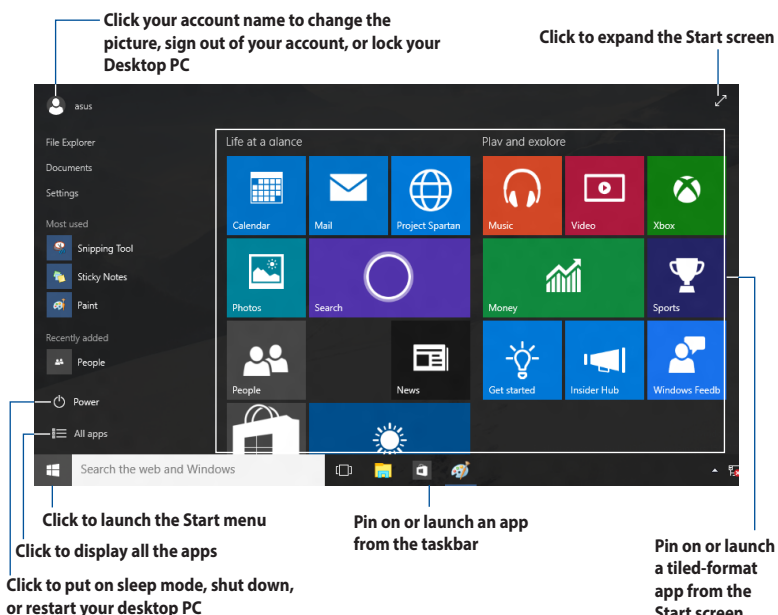 Click your account name to change the
picture, sign out of your account, or lock your
Desktop PC
Click to expand the Start screen
asus
File Explorer
Documents
Settings
Most used
Snipping Tool
Sticky Notes
Paint
Recently added
People
Power
All apps
Life at a glance
Calendar
Mail
Project Spartan
Photos
Search
People
News
Play and explore
Music
Video
Xbox
Money
Sports
Get started
Insider Hub
Windows Feedb
Search the web and Windows
Click to launch the Start menu
Click to display all the apps
Click to put on sleep mode, shut down,
or restart your desktop PC
Pin on or launch an app
from the taskbar
Pin on or launch
a tiled-format
app from the
Start screen